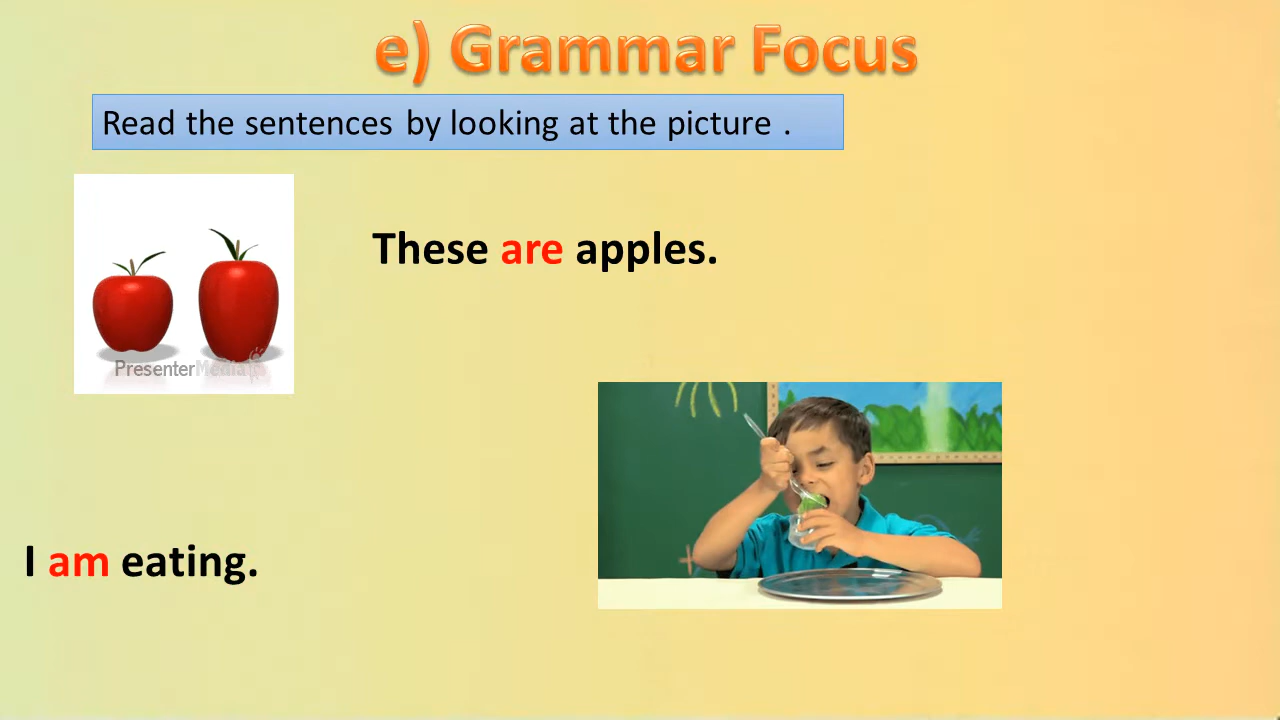 e) Grammar Focus
Read the sentences by looking at the picture .
These are apples.
PresenterMedia
I am eating.